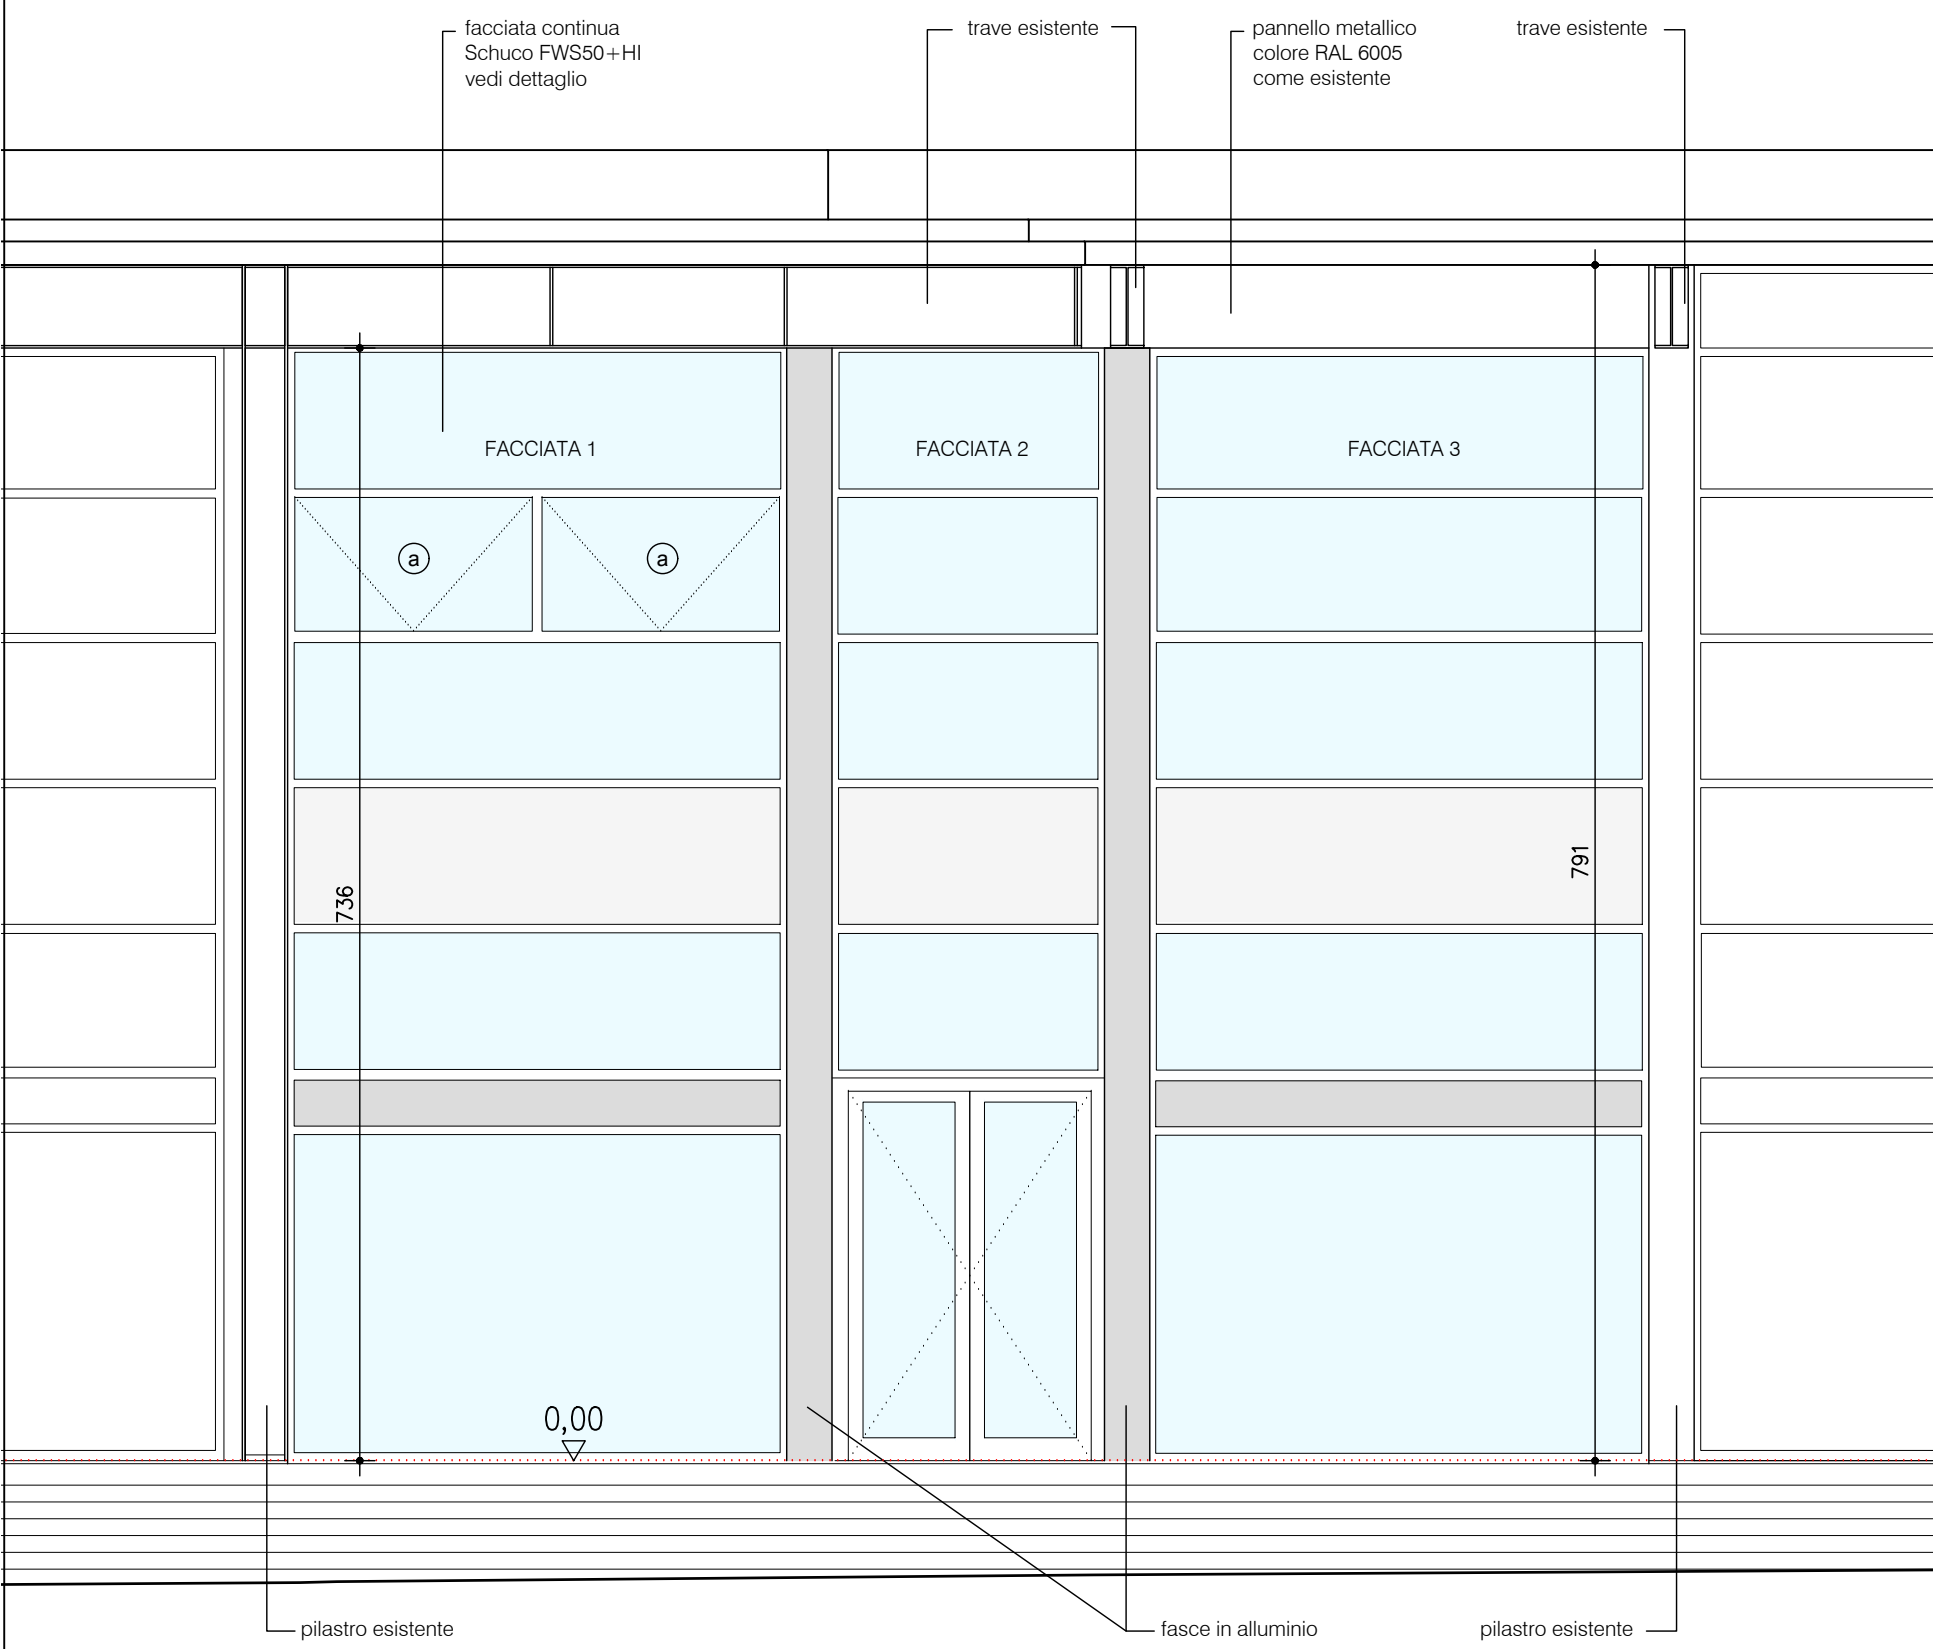 facciata continua
Schuco FWS50+HI
vedi dettaglio
trave esistente
pannello metallico
colore RAL 6005
come esistente
trave esistente
FACCIATA 1
FACCIATA 2
FACCIATA 3
a
a
736
791
0,00
pilastro esistente
fasce in alluminio
pilastro esistente